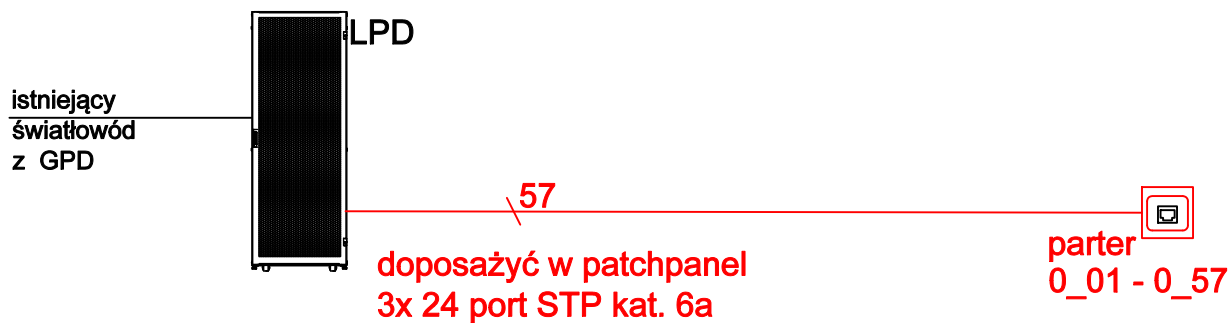 LPD
istniejący
światłowód
z GPD
57
doposażyć w patchpanel
3x 24 port STP kat. 6a
parter
0_01 - 0_57